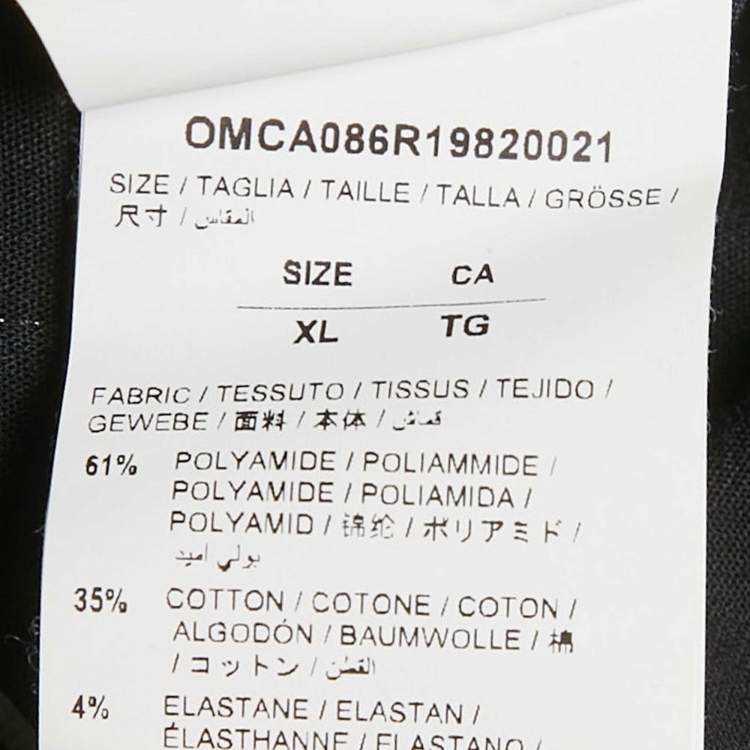 OMCA086R19820021
SIZE / TAGLIA / TAILLE / TALLA / GRÖSSE /
尺寸 / المقاس
SIZE CA
XL TG
FABRIC / TESSUTO / TISSUS / TEJIDO /
GEWEBE / 面料 / 本体 / قماش
61% POLYAMIDE / POLIAMMIDE /
POLYAMIDE / POLIAMIDA /
POLYAMID / 锦纶 / ポリアミド /
بولي اميد
35% COTTON / COTONE / COTON /
ALGODÓN / BAUMWOLLE / 棉
/ コットン / القطن
4% ELASTANE / ELASTAN /
ÉLASTHANNE / ELASTANO /